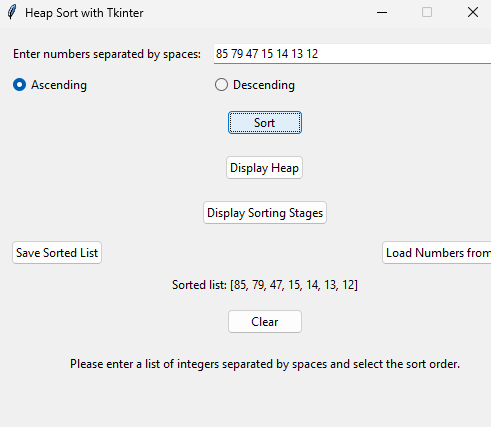 Heap Sort with Tkinter
Enter numbers separated by spaces: 85 79 47 15 14 13 12
Ascending Descending
Sort
Display Heap
Display Sorting Stages
Save Sorted List Load Numbers from
Sorted list: [85, 79, 47, 15, 14, 13, 12]
Clear
Please enter a list of integers separated by spaces and select the sort order.